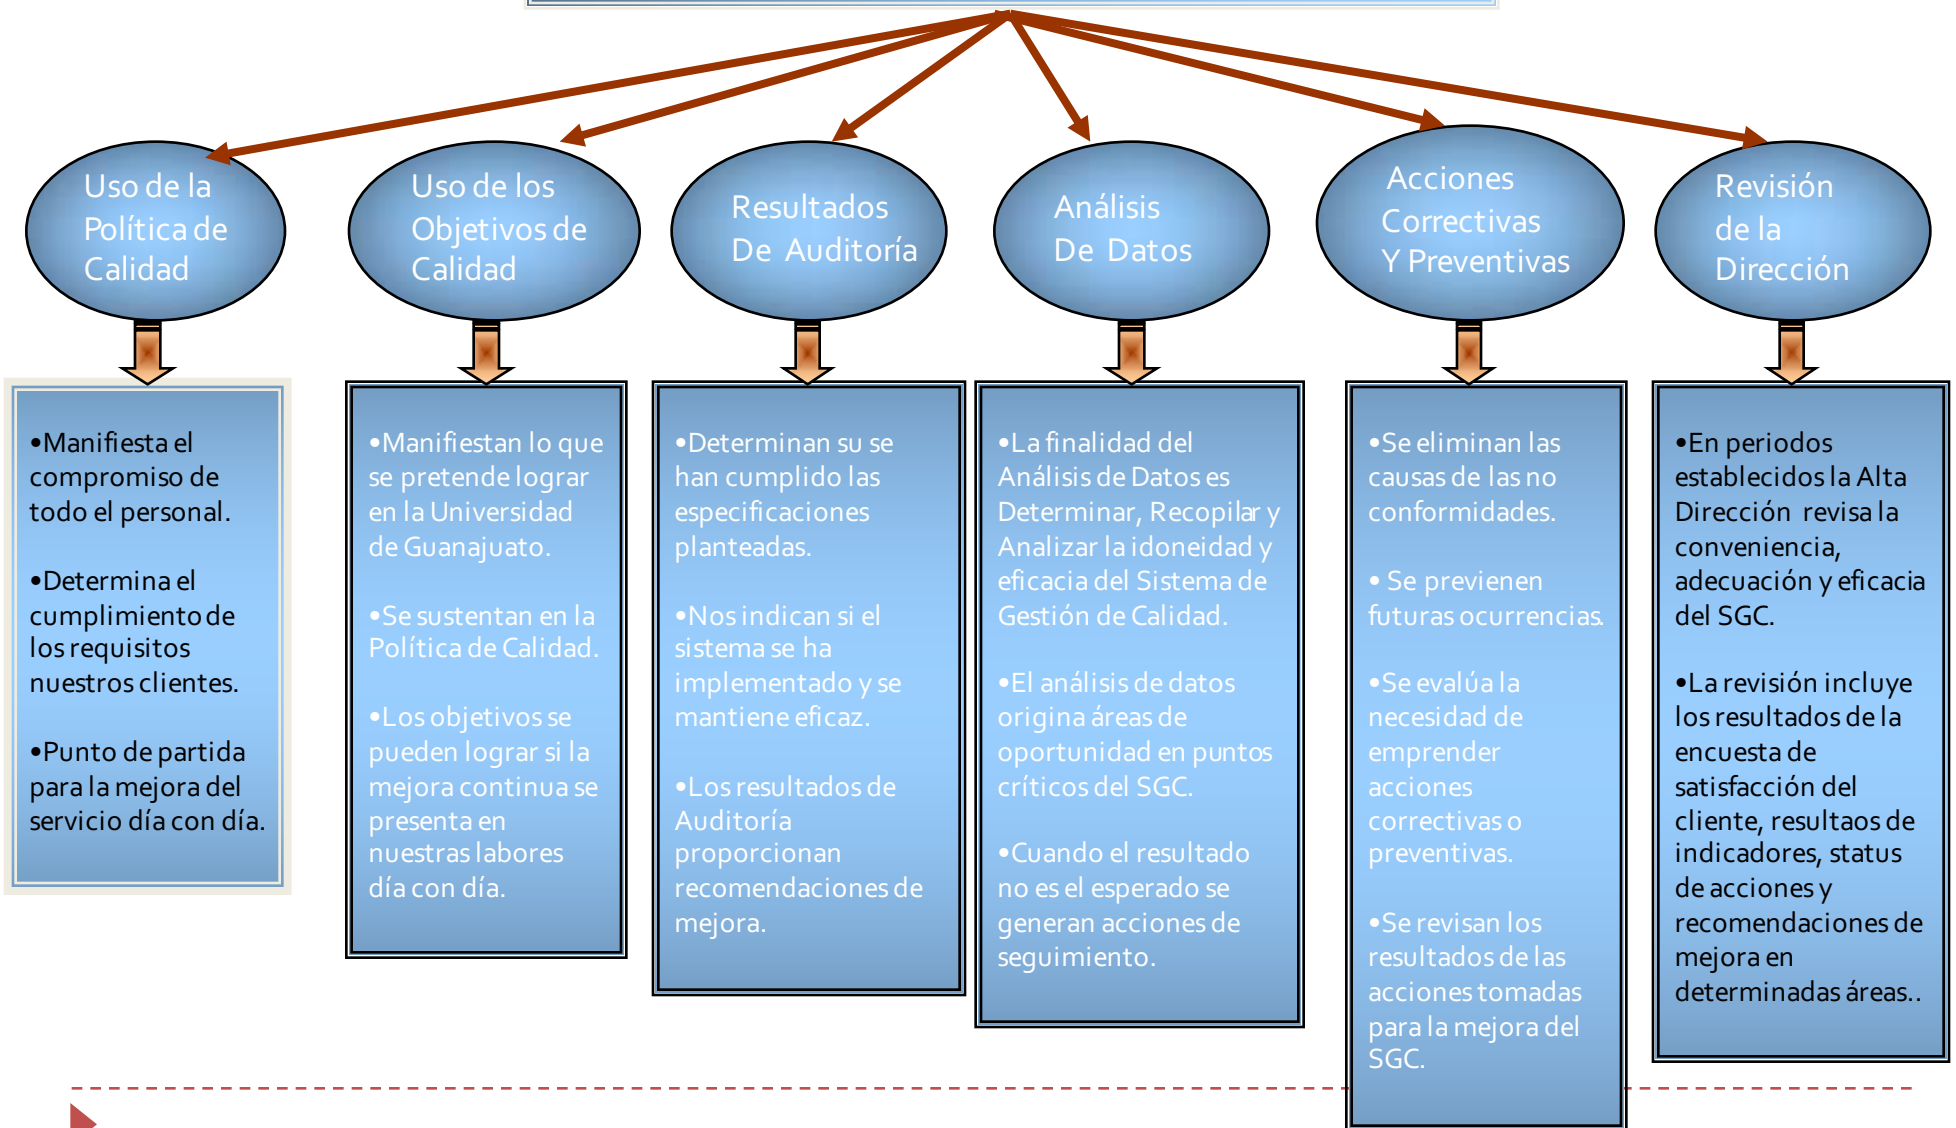 Uso de la
Política de
Calidad
Uso de los
Objetivos de
Calidad
Resultados
De Auditoría
Análisis
De Datos
Acciones
Correctivas
Y Preventivas
Revisión
de la
Dirección
•Manifiesta el
compromiso de
todo el personal.
•Determina el
cumplimiento de
los requisitos
nuestros clientes.
•Punto de partida
para la mejora del
servicio día con día.
•Manifiestan lo que
se pretende lograr
en la Universidad
de Guanajuato.
•Se sustentan en la
Política de Calidad.
•Los objetivos se
pueden lograr si la
mejora continua se
presenta en
nuestras labores
día con día.
•Determinan su se
han cumplido las
especificaciones
planteadas.
•Nos indican si el
sistema se ha
implementado y se
mantiene eficaz.
•Los resultados de
Auditoría
proporcionan
recomendaciones de
mejora.
•La finalidad del
Análisis de Datos es
Determinar, Recopilar y
Analizar la idoneidad y
eficacia del Sistema de
Gestión de Calidad.
•El análisis de datos
origina áreas de
oportunidad en puntos
críticos del SGC.
•Cuando el resultado
no es el esperado se
generan acciones de
seguimiento.
•Se eliminan las
causas de las no
conformidades.
• Se previenen
futuras ocurrencias.
•Se evalúa la
necesidad de
emprender
acciones
correctivas o
preventivas.
•Se revisan los
resultados de las
acciones tomadas
para la mejora del
SGC.
•En periodos
establecidos la Alta
Dirección revisa la
conveniencia,
adecuación y eficacia
del SGC.
•La revisión incluye
los resultados de la
encuesta de
satisfacción del
cliente, resultaos de
indicadores, status
de acciones y
recomendaciones de
mejora en
determinadas áreas..